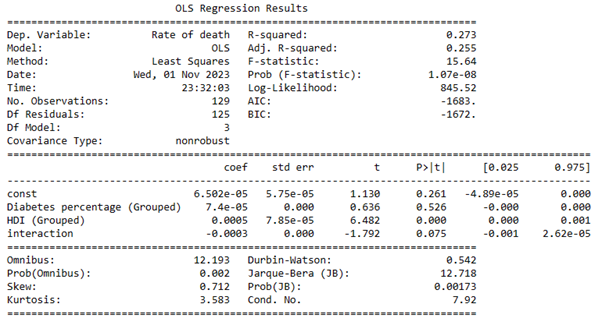 OLS Regression Results
==============================================================================
Dep. Variable: Rate of death R-squared: 0.273
Model: OLS Adj. R-squared: 0.255
Method: Least Squares F-statistic: 15.64
Date: Wed, 01 Nov 2023 Prob (F-statistic): 1.07e-08
Time: 23:32:03 Log-Likelihood: 845.52
No. Observations: 129 AIC: -1683.
Df Residuals: 125 BIC: -1672.
Df Model: 3
Covariance Type: nonrobust
==============================================================================
coef std err t P>|t| [0.025 0.975]
------------------------------------------------------------------------------
const 6.502e-05 5.75e-05 1.130 0.261 -4.89e-05 0.000
Diabetes percentage (Grouped) 7.4e-05 0.000 0.636 0.526 -0.000 0.000
HDI (Grouped) 0.0005 7.85e-05 6.482 0.000 0.000 0.001
interaction -0.0003 0.000 -1.792 0.075 -0.001 2.62e-05
==============================================================================
Omnibus: 12.193 Durbin-Watson: 0.542
Prob(Omnibus): 0.002 Jarque-Bera (JB): 12.718
Skew: 0.712 Prob(JB): 0.00173
Kurtosis: 3.583 Cond. No. 7.92
==============================================================================